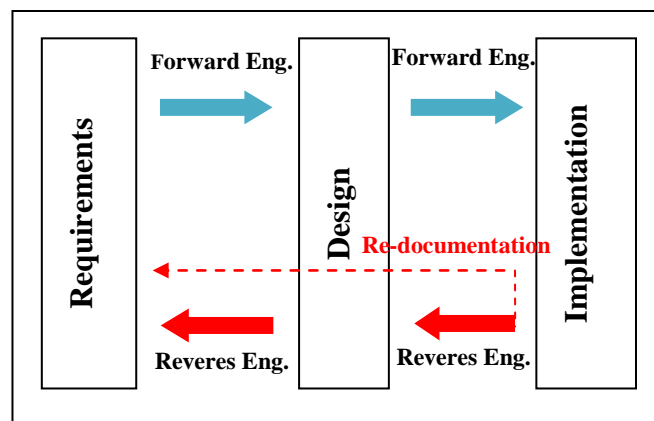 Forward Eng.
Forward Eng.
Requirements
Design
Implementation
Re-documentation
Reveres Eng.
Reveres Eng.